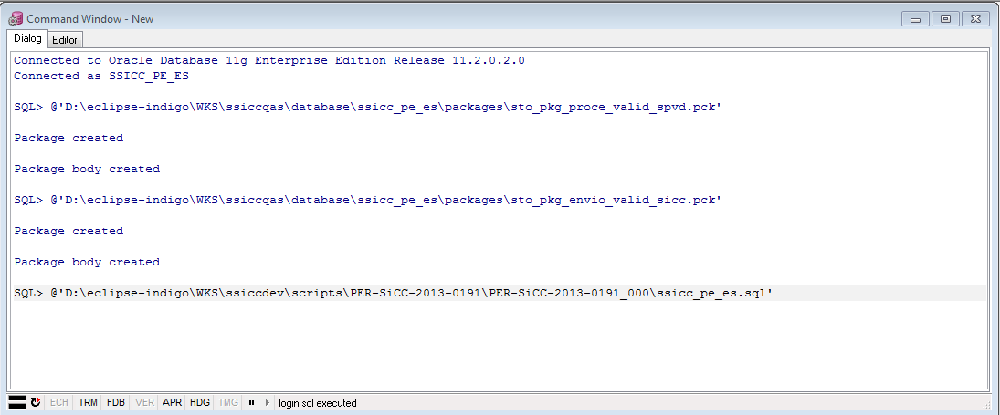 Command Window - New
Dialog Editor
Connected to Oracle Database 11g Enterprise Edition Release 11.2.0.2.0
Connected as SSICC_PE_ES
SQL> @'D:\eclipse-indigo\WKS\ssiccqas\database\ssicc_pe_es\packages\sto_pkg_proce_valid_spvd.pck'
Package created
Package body created
SQL> @'D:\eclipse-indigo\WKS\ssiccqas\database\ssicc_pe_es\packages\sto_pkg_envio_valid_sicc.pck'
Package created
Package body created
SQL> @'D:\eclipse-indigo\WKS\ssiccdev\scripts\PER-SiCC-2013-0191\PER-SiCC-2013-0191_000\ssicc_pe_es.sql'
ECH TRM FDB VER APR HDG TMG login.sql executed